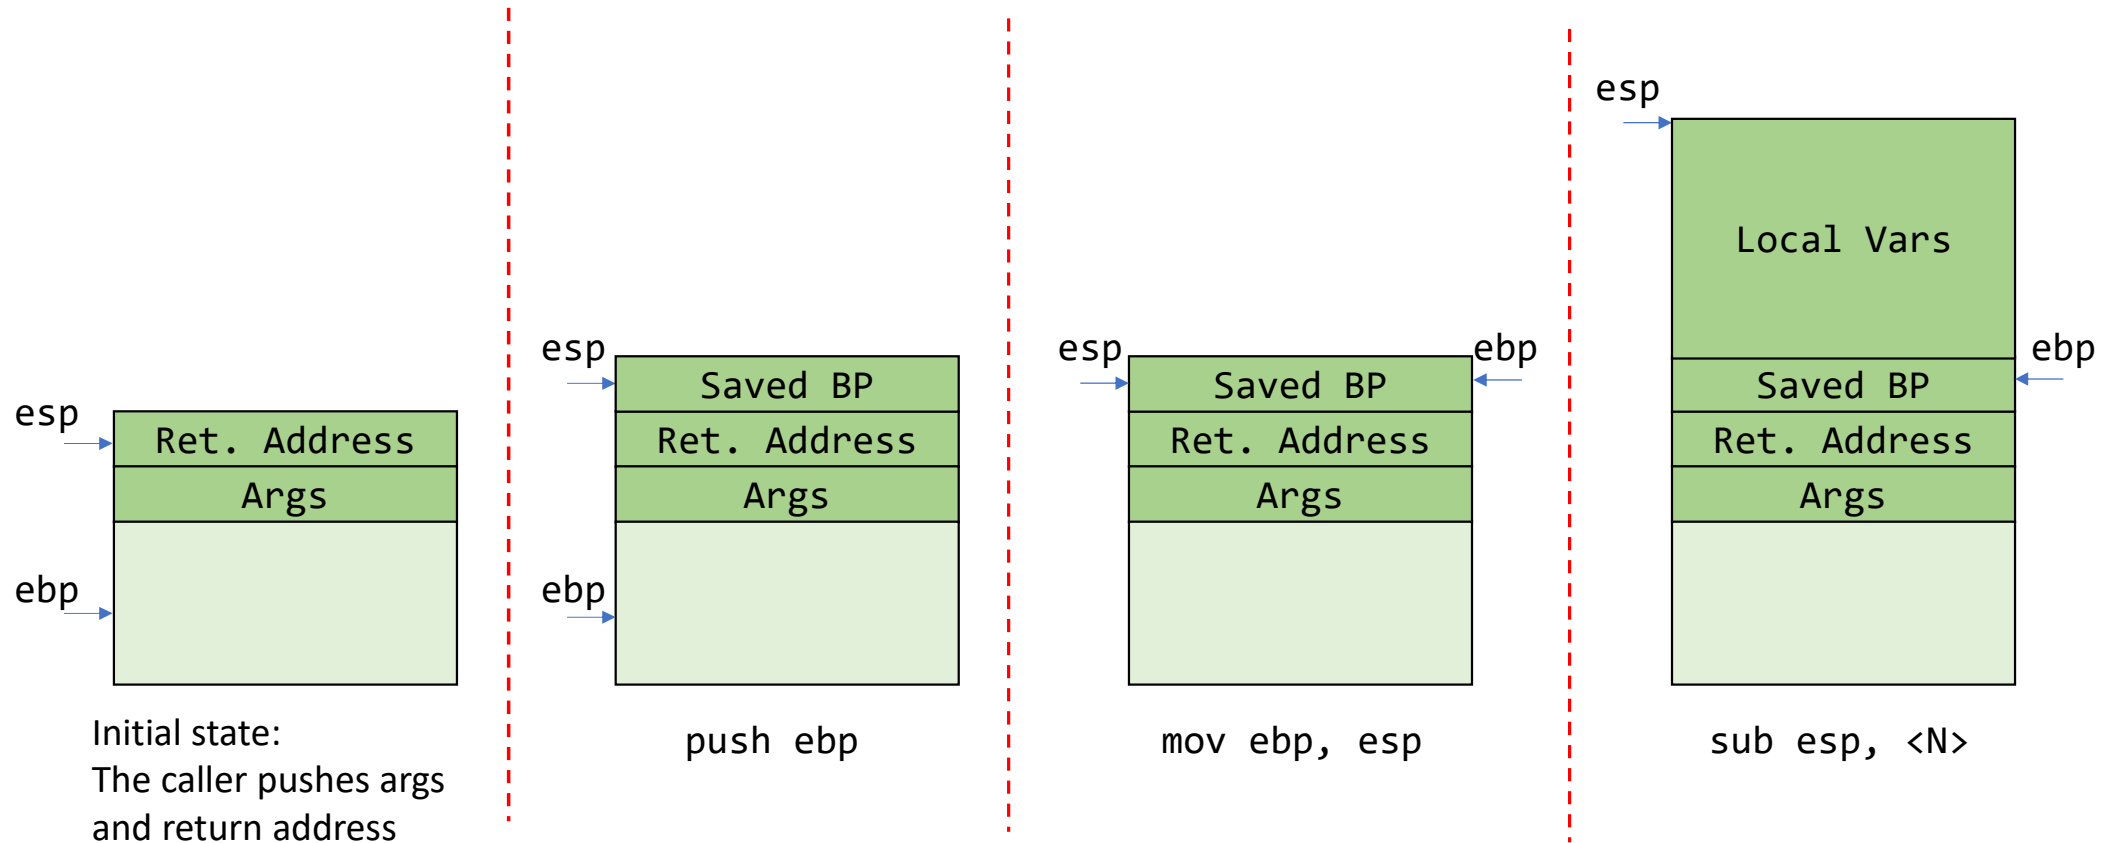 esp
Ret. Address
Args
ebp
Initial state:
The caller pushes args
and return address
esp
Saved BP
Ret. Address
Args
ebp
push ebp
esp
ebp
Saved BP
Ret. Address
Args
mov ebp, esp
esp
Local Vars
ebp
Saved BP
Ret. Address
Args
sub esp, <N>